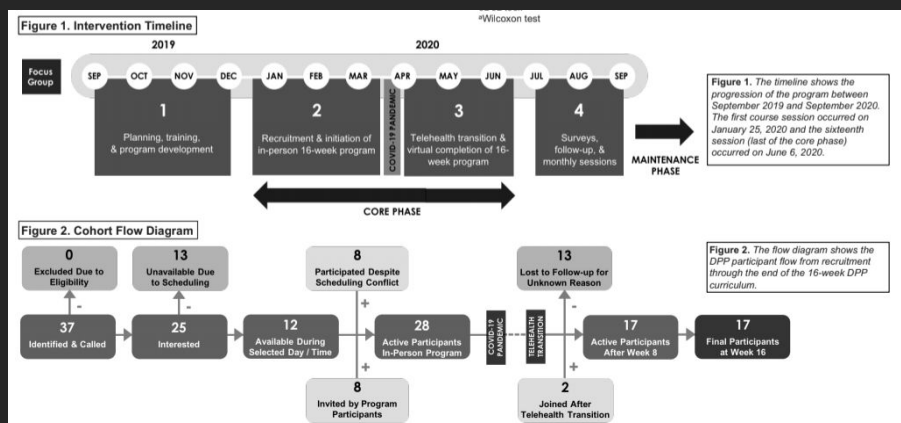 ᵃWilcoxon test
Figure 1. Intervention Timeline
2019
2020
Focus
Group
SEP
OCT
NOV
DEC
JAN
FEB
MAR
APR
MAY
JUN
JUL
AUG
SEP
1
Planning, training,
& program development
2
Recruitment & initiation of
in-person 16-week program
COVID-19 PANDEMIC
3
Telehealth transition &
virtual completion of 16-
week program
4
Surveys,
follow-up, &
monthly sessions
MAINTENANCE
PHASE
CORE PHASE
Figure 1. The timeline shows the
progression of the program between
September 2019 and September 2020.
The first course session occurred on
January 25, 2020 and the sixteenth
session (last of the core phase)
occurred on June 6, 2020.
Figure 2. Cohort Flow Diagram
0
Excluded Due to
Eligibility
13
Unavailable Due
to Scheduling
8
Participated Despite
Scheduling Conflict
13
Lost to Follow-up for
Unknown Reason
Figure 2. The flow diagram shows the
DPP participant flow from recruitment
through the end of the 16-week DPP
curriculum.
-
-
+
-
37
Identified & Called
25
Interested
12
Available During
Selected Day / Time
28
Active Participants
In-Person Program
COVID-19
PANDEMIC
TELEHEALTH
TRANSITION
17
Active Participants
After Week 8
17
Final Participants
at Week 16
+
+
8
Invited by Program
Participants
2
Joined After
Telehealth Transition